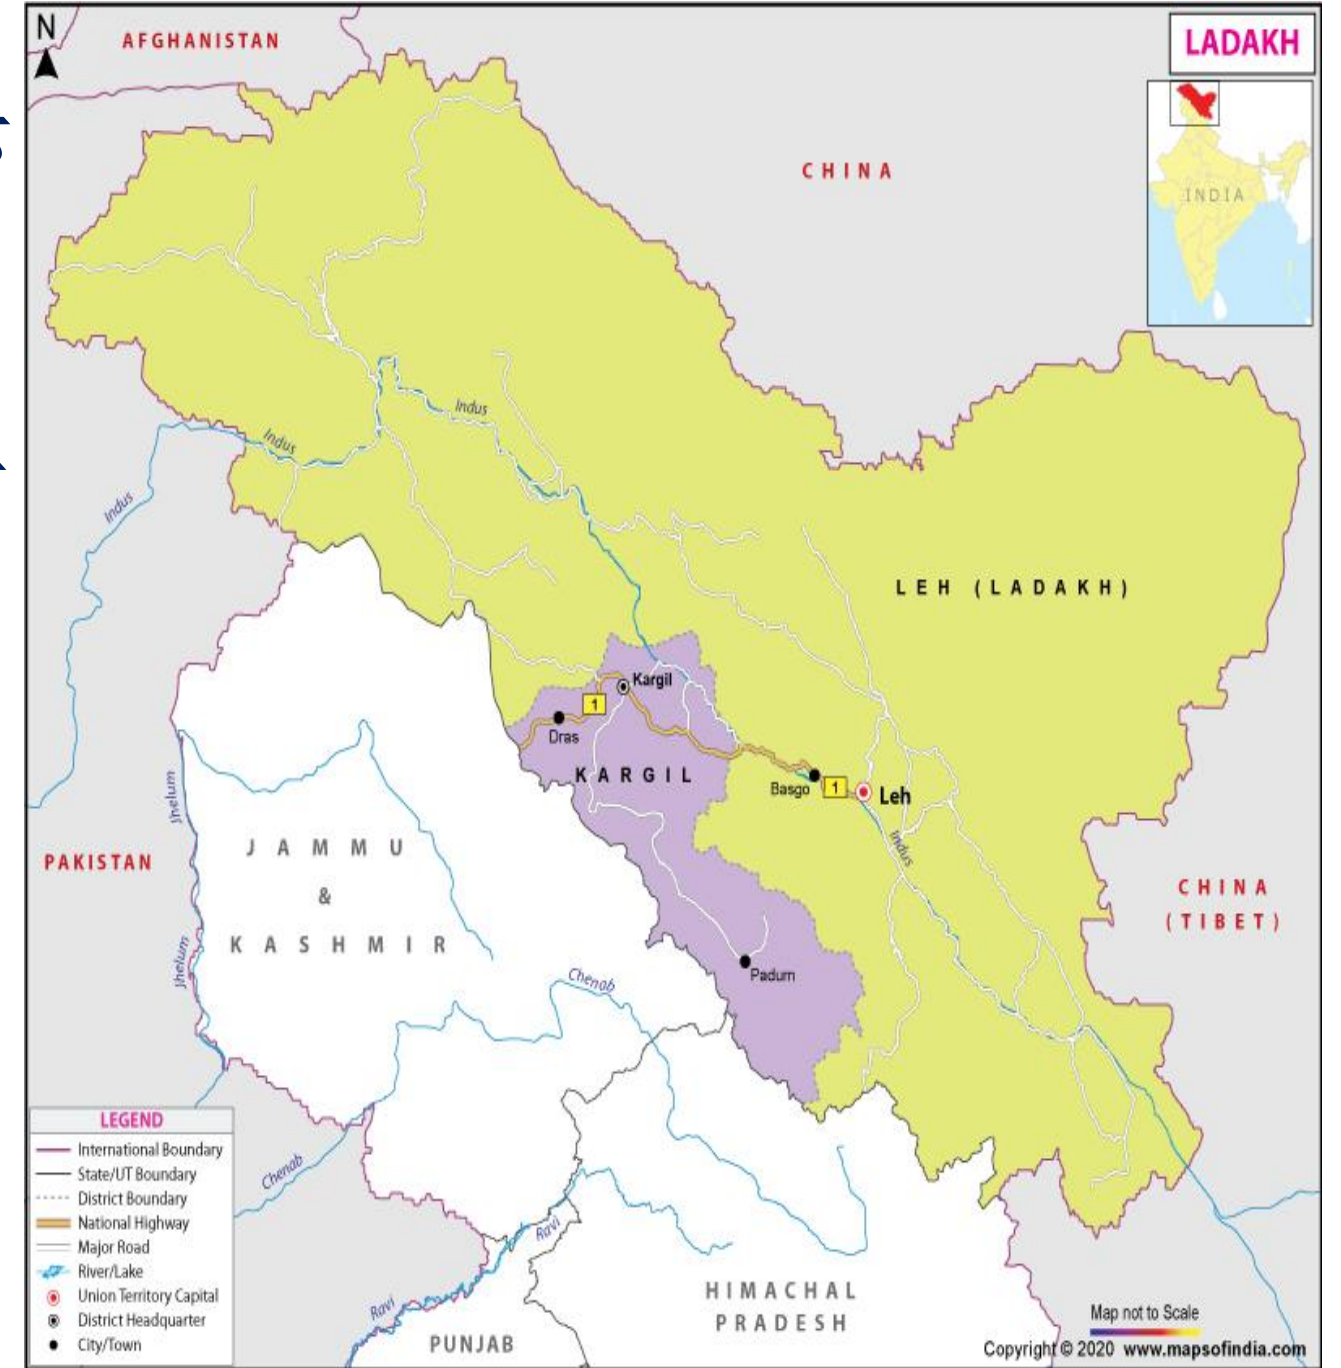 N
AFGHANISTAN
LADAKH
CHINA
INDIA
Indus
Indus
Indus
LEH (LADAKH)
Kargil
1
Dras
KARGIL
Basgo
1
Leh
Jhelum
Indus
JAMMU
&
KASHMIR
PAKISTAN
CHINA
(TIBET)
Jhelum
Padum
Chenab
LEGEND
International Boundary
State/UT Boundary
District Boundary
National Highway
Major Road
River/Lake
Union Territory Capital
District Headquarter
City/Town
Chenab
Ravi
Ravi
PUNJAB
HIMACHAL
PRADESH
Map not to Scale
Copyright © 2020 www.mapsofindia.com